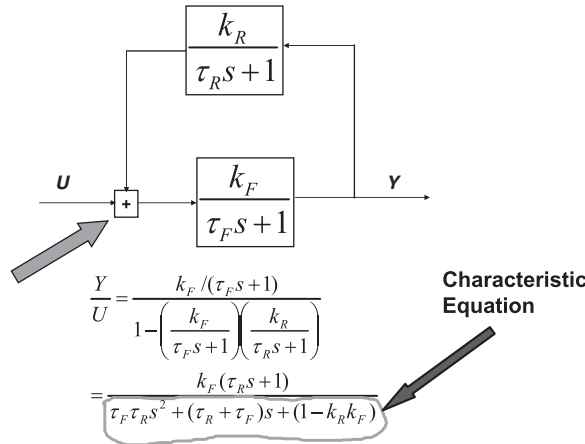 k_R
τ_R s + 1
U
+
k_F
τ_F s + 1
Y
Y/U = k_F /(τ_F s + 1) / 1 − (k_F / τ_F s + 1)(k_R / τ_R s + 1)
Characteristic
Equation
= k_F (τ_R s + 1) / τ_F τ_R s² + (τ_R + τ_F)s + (1 − k_R k_F)